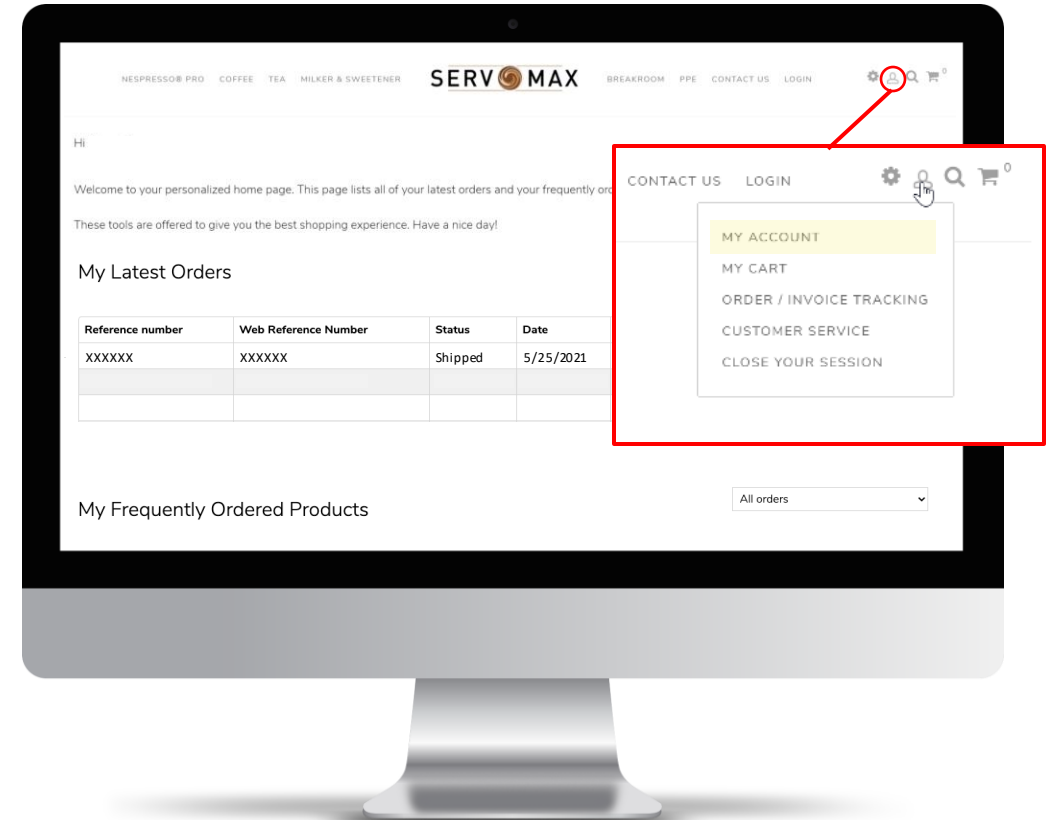 NESPRESSO® PRO COFFEE TEA MILKER & SWEETENER SERV MAX BREAKROOM PPE CONTACT US LOGIN 0
Hi
Welcome to your personalized home page. This page lists all of your latest orders and your frequently
These tools are offered to give you the best shopping experience. Have a nice day!
My Latest Orders
Reference number Web Reference Number Status Date
XXXXXX XXXXXX Shipped 5/25/2021
My Frequently Ordered Products All orders
CONTACT US LOGIN 0
MY ACCOUNT
MY CART
ORDER / INVOICE TRACKING
CUSTOMER SERVICE
CLOSE YOUR SESSION